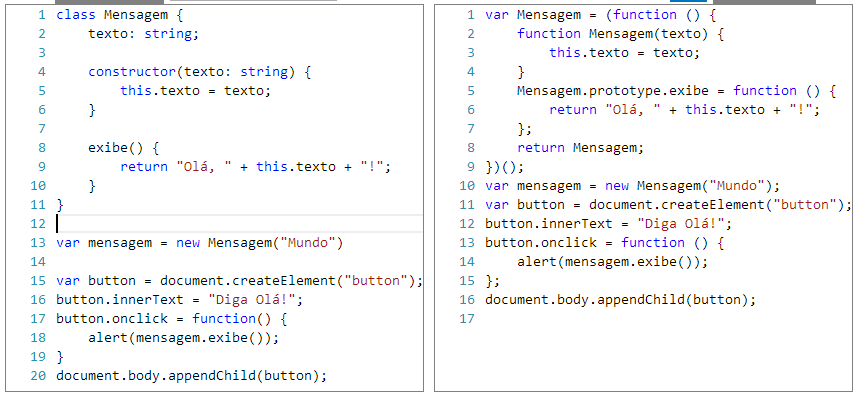 1 class Mensagem {
2     texto: string;
3
4     constructor(texto: string) {
5         this.texto = texto;
6     }
7
8     exibe() {
9         return "Olá, " + this.texto + "!";
10     }
11 }
12
13 var mensagem = new Mensagem("Mundo")
14
15 var button = document.createElement("button");
16 button.innerText = "Diga Olá!";
17 button.onclick = function() {
18     alert(mensagem.exibe());
19 }
20 document.body.appendChild(button);
1 var Mensagem = (function () {
2     function Mensagem(texto) {
3         this.texto = texto;
4     }
5     Mensagem.prototype.exibe = function () {
6         return "Olá, " + this.texto + "!";
7     };
8     return Mensagem;
9 })();
10 var mensagem = new Mensagem("Mundo");
11 var button = document.createElement("button");
12 button.innerText = "Diga Olá!";
13 button.onclick = function () {
14     alert(mensagem.exibe());
15 };
16 document.body.appendChild(button);
17